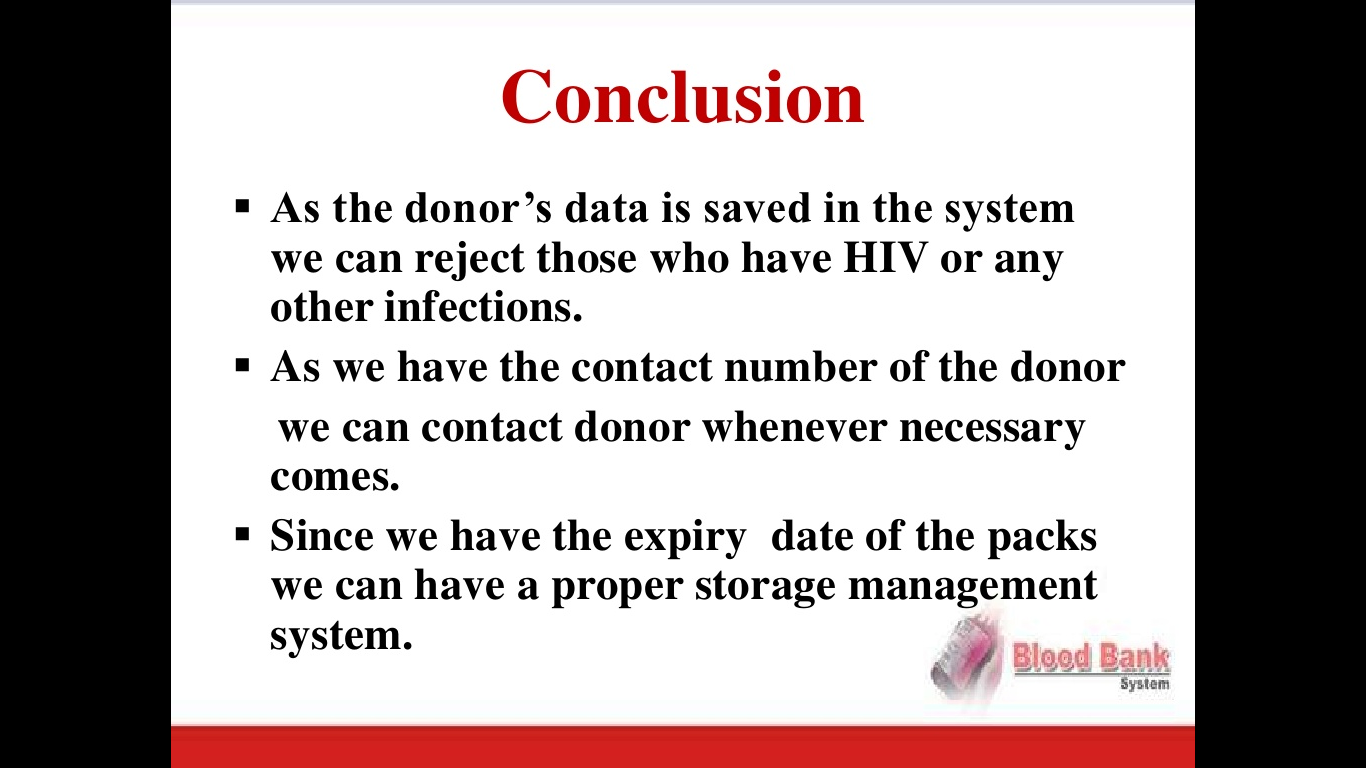 Conclusion
▪ As the donor’s data is saved in the system
we can reject those who have HIV or any
other infections.
▪ As we have the contact number of the donor
we can contact donor whenever necessary
comes.
▪ Since we have the expiry  date of the packs
we can have a proper storage management
system.
Blood Bank
System